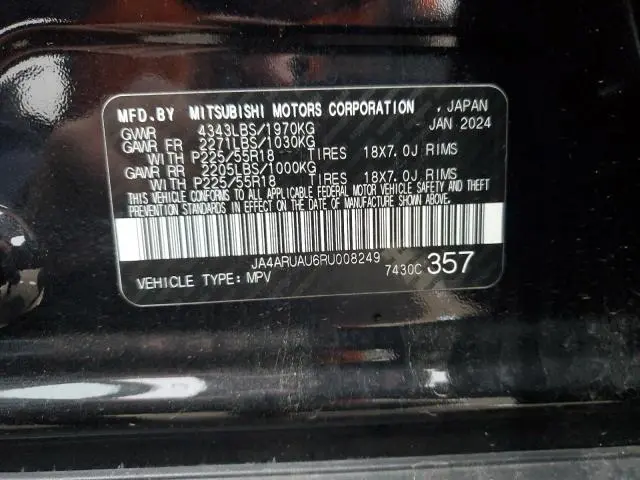 MFD.BY MITSUBISHI MOTORS CORPORATION , JAPAN
GVWR 4343LBS/1970KG JAN 2024
GAWR FR 2271LBS/1030KG
WITH P225/55R18 TIRES 18X7.0J RIMS
GAWR RR 2205LBS/1000KG
WITH P225/55R18 TIRES 18X7.0J RIMS
THIS VEHICLE CONFORMS TO ALL APPLICABLE FEDERAL MOTOR VEHICLE SAFETY AND THEFT
PREVENTION STANDARDS IN EFFECT ON THE DATE OF MANUFACTURE SHOWN ABOVE.
JA4ARUAU6RU008249 7430C 357
VEHICLE TYPE: MPV